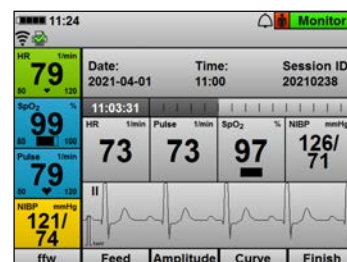 11:24
Monitor
HR 1/min
79
50 120
SpO2 %
99
85 100
Pulse 1/min
79
50 120
NIBP mmHg
121/
74
Date: Time: Session ID
2021-04-01 11:00 20210238
11:03:31
HR 1/min Pulse 1/min SpO2 % NIBP mmHg
73 73 97 126/
71
II
1mV
ffw Feed Amplitude Curve Finish